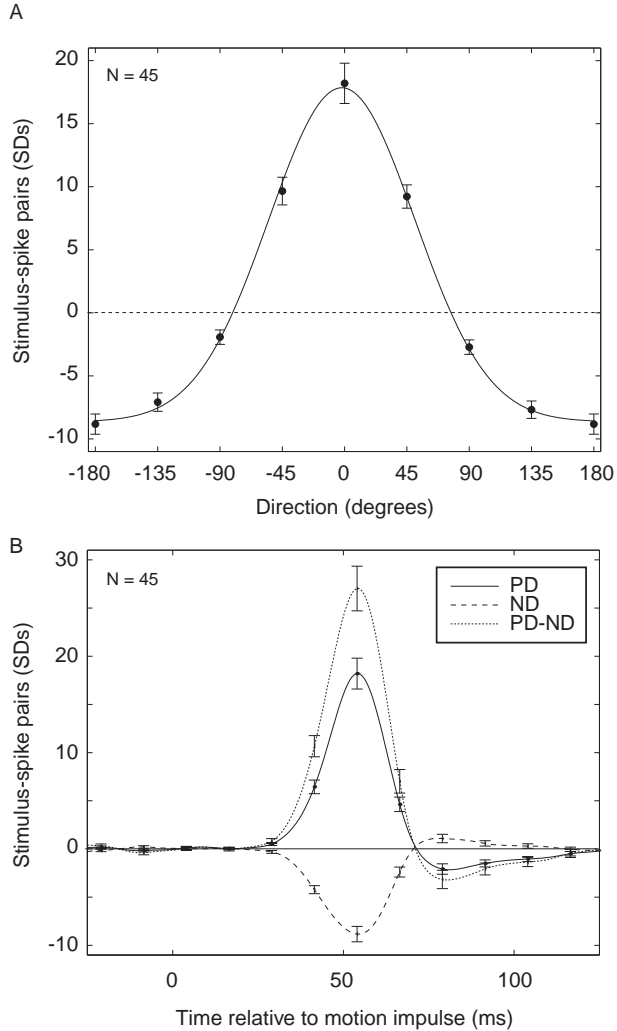 A
N = 45
Stimulus-spike pairs (SDs)
20
15
10
5
0
-5
-10
-180 -135 -90 -45 0 45 90 135 180
Direction (degrees)
B
N = 45
PD
ND
PD-ND
Stimulus-spike pairs (SDs)
30
20
10
0
-10
0 50 100
Time relative to motion impulse (ms)